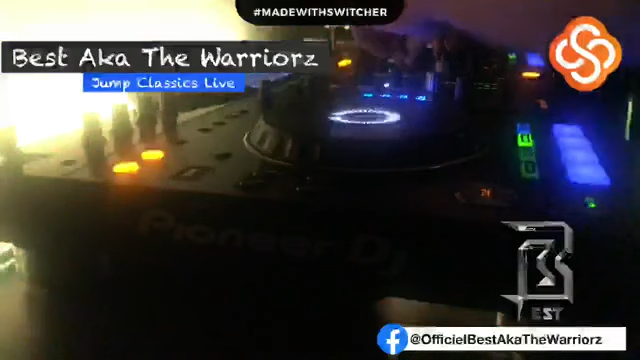 #MADEWITHSWITCHER
Best Aka The Warriorz
Jump Classics Live
Pioneer Dj
B
EST
@OfficielBestAkaTheWarriorz